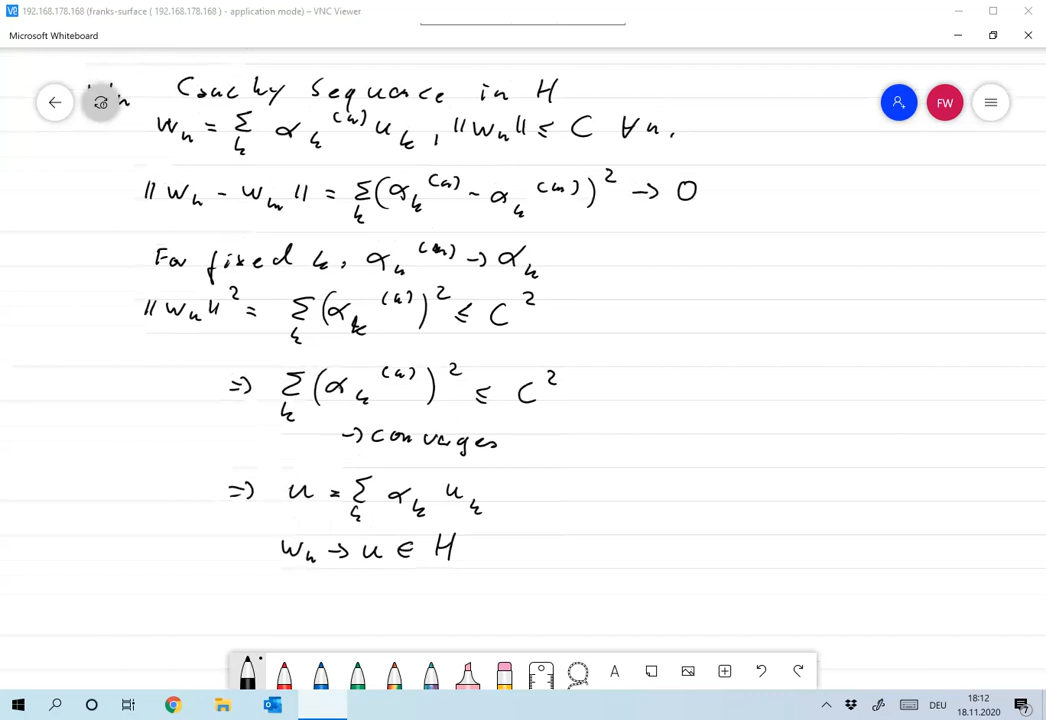 192.168.178.168 (franks-surface ( 192.168.178.168 ) - application mode) – VNC Viewer
Microsoft Whiteboard
Cauchy Sequence in H
FW
wₙ = Σₖ αₖ⁽ⁿ⁾ uₖ, ‖wₙ‖ ≤ C ∀n.
‖wₙ - wₘ‖ = Σₖ (αₖ⁽ⁿ⁾ - αₖ⁽ᵐ⁾)² → 0
For fixed k, αₖ⁽ⁿ⁾ → αₖ
‖wₙ‖² = Σₖ (αₖ⁽ⁿ⁾)² ≤ C²
⇒ Σₖ (αₖ⁽ⁿ⁾)² ≤ C²
→ converges
⇒ u = Σₖ αₖ uₖ
wₙ → u ∈ H
A
DEU
18:12
18.11.2020
7